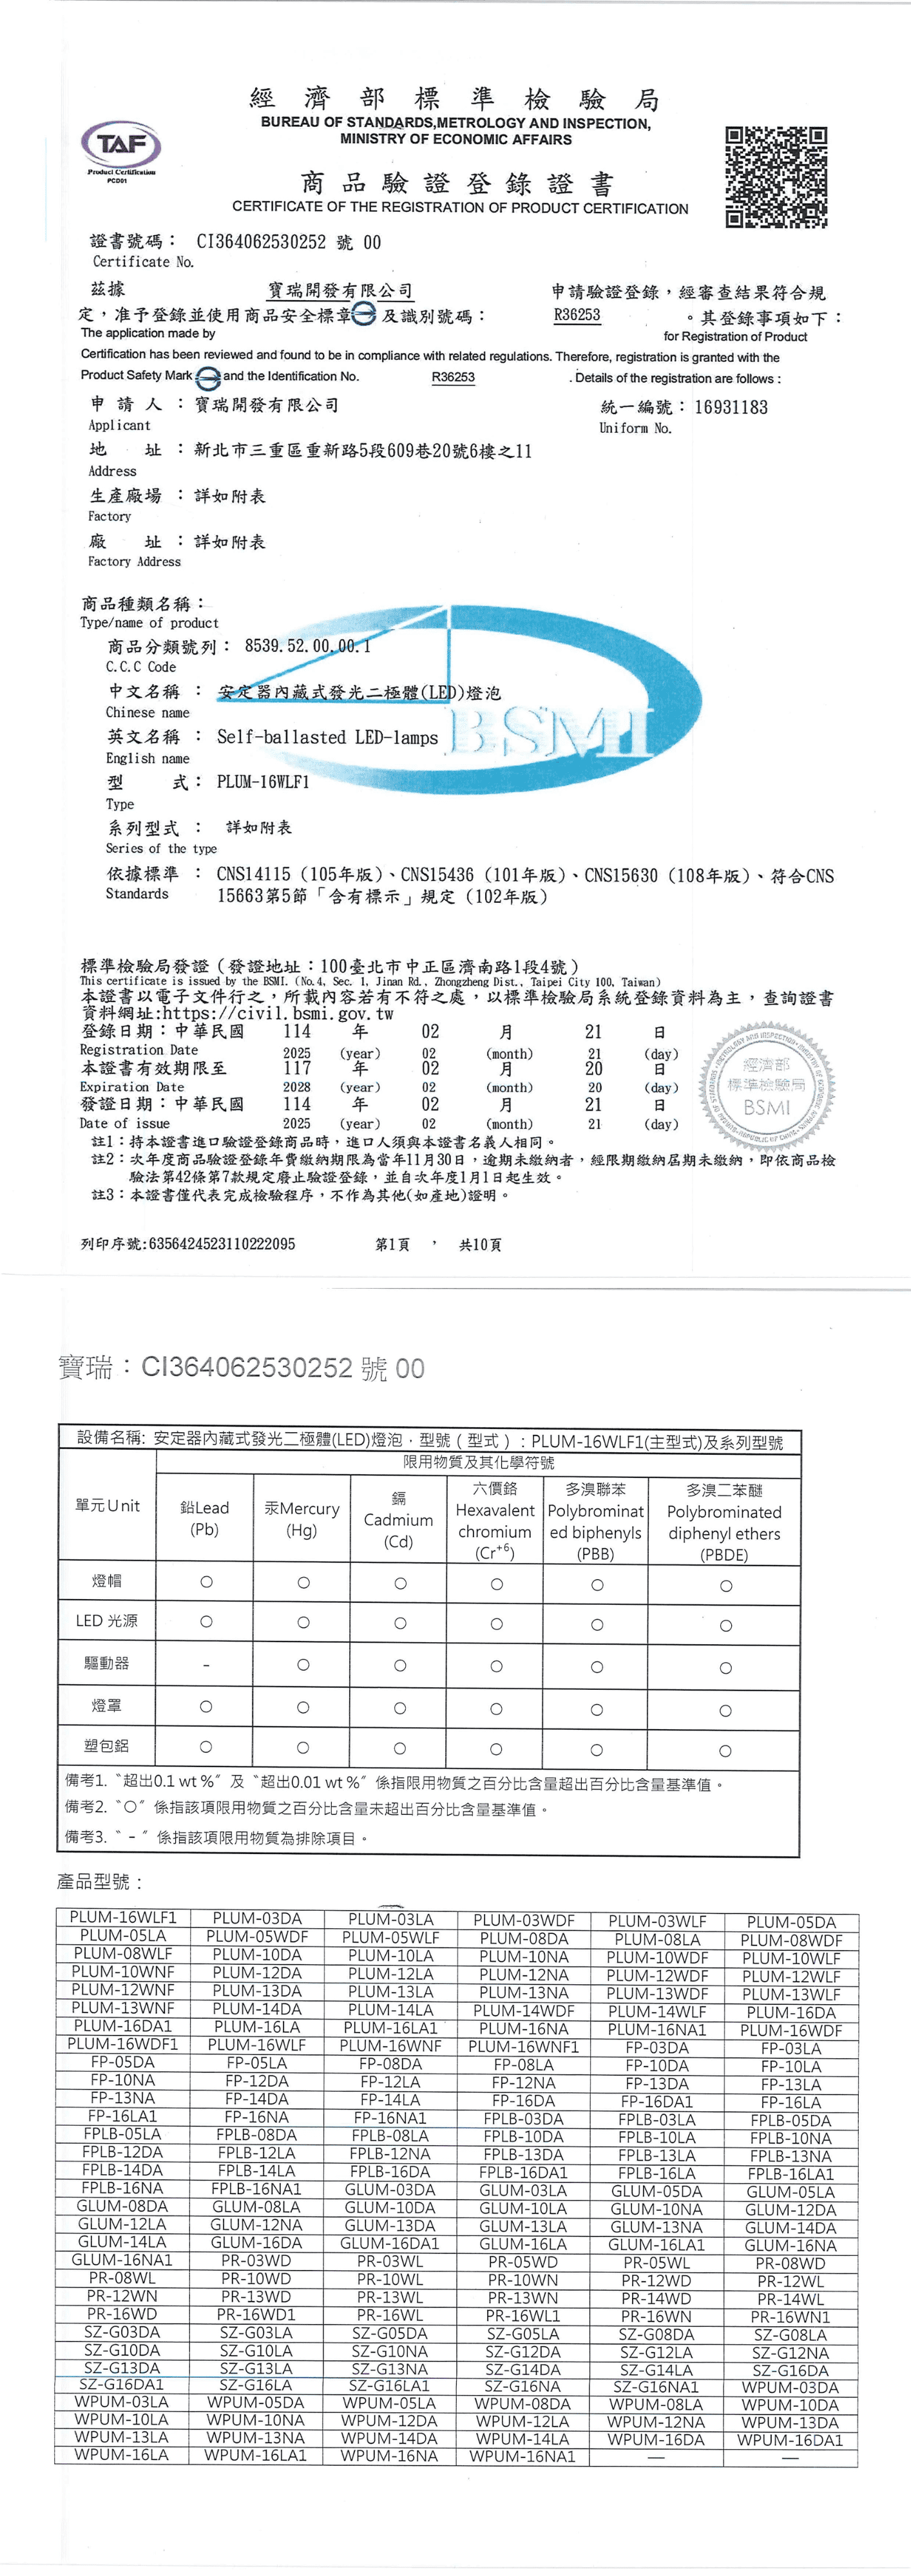 經濟部標準檢驗局
BUREAU OF STANDARDS,METROLOGY AND INSPECTION,
MINISTRY OF ECONOMIC AFFAIRS
TAF
Product Certification
PCD01
商品驗證登錄證書
CERTIFICATE OF THE REGISTRATION OF PRODUCT CERTIFICATION
證書號碼： CI364062530252 號 00
Certificate No.
茲據 寶瑞開發有限公司 申請驗證登錄，經審查結果符合規
定，准予登錄並使用商品安全標章 及識別號碼： R36253 。其登錄事項如下：
The application made by for Registration of Product
Certification has been reviewed and found to be in compliance with related regulations. Therefore, registration is granted with the
Product Safety Mark and the Identification No. R36253 . Details of the registration are follows :
申請人 ：寶瑞開發有限公司 統一編號： 16931183
Applicant Uniform No.
地 址 ：新北市三重區重新路5段609巷20號6樓之11
Address
生產廠場 ：詳如附表
Factory
廠 址 ：詳如附表
Factory Address
商品種類名稱：
Type/name of product
商品分類號列： 8539.52.00.00.1
C.C.C Code
中文名稱 ： 安定器內藏式發光二極體(LED)燈泡
Chinese name
BSMI
英文名稱 ： Self-ballasted LED-lamps
English name
型 式： PLUM-16WLF1
Type
系列型式 ： 詳如附表
Series of the type
依據標準 ： CNS14115 (105年版)、CNS15436 (101年版)、CNS15630 (108年版)、符合CNS
Standards 15663第5節「含有標示」規定 (102年版)
標準檢驗局發證（發證地址：100臺北市中正區濟南路1段4號）
This certificate is issued by the BSMI. (No.4, Sec. 1, Jinan Rd., Zhongzheng Dist., Taipei City 100, Taiwan)
本證書以電子文件行之，所載內容若有不符之處，以標準檢驗局系統登錄資料為主，查詢證書
資料網址:https://civil.bsmi.gov.tw
登錄日期：中華民國 114 年 02 月 21 日
Registration Date 2025 (year) 02 (month) 21 (day)
本證書有效期限至 117 年 02 月 20 日
Expiration Date 2028 (year) 02 (month) 20 (day)
發證日期：中華民國 114 年 02 月 21 日
Date of issue 2025 (year) 02 (month) 21 (day)
經濟部
標準檢驗局
BSMI
註1：持本證書進口驗證登錄商品時，進口人須與本證書名義人相同。
註2：次年度商品驗證登錄年費繳納期限為當年11月30日，逾期未繳納者，經限期繳納屆期未繳納，即依商品檢
驗法第42條第7款規定廢止驗證登錄，並自次年度1月1日起生效。
註3：本證書僅代表完成檢驗程序，不作為其他(如產地)證明。
列印序號:6356424523110222095 第1頁 ， 共10頁
寶瑞：CI364062530252 號 00
設備名稱: 安定器內藏式發光二極體(LED)燈泡，型號（型式）: PLUM-16WLF1(主型式)及系列型號
限用物質及其化學符號
單元Unit 鉛Lead (Pb) 汞Mercury (Hg) 鎘 Cadmium (Cd) 六價鉻 Hexavalent chromium (Cr+6) 多溴聯苯 Polybrominated biphenyls (PBB) 多溴二苯醚 Polybrominated diphenyl ethers (PBDE)
燈帽 ○ ○ ○ ○ ○ ○
LED 光源 ○ ○ ○ ○ ○ ○
驅動器 - ○ ○ ○ ○ ○
燈罩 ○ ○ ○ ○ ○ ○
塑包鋁 ○ ○ ○ ○ ○ ○
備考1.〝超出0.1 wt %〞及〝超出0.01 wt %〞係指限用物質之百分比含量超出百分比含量基準值。
備考2.〝○〞係指該項限用物質之百分比含量未超出百分比含量基準值。
備考3.〝 - 〞係指該項限用物質為排除項目。
產品型號：
PLUM-16WLF1 PLUM-03DA PLUM-03LA PLUM-03WDF PLUM-03WLF PLUM-05DA
PLUM-05LA PLUM-05WDF PLUM-05WLF PLUM-08DA PLUM-08LA PLUM-08WDF
PLUM-08WLF PLUM-10DA PLUM-10LA PLUM-10NA PLUM-10WDF PLUM-10WLF
PLUM-10WNF PLUM-12DA PLUM-12LA PLUM-12NA PLUM-12WDF PLUM-12WLF
PLUM-12WNF PLUM-13DA PLUM-13LA PLUM-13NA PLUM-13WDF PLUM-13WLF
PLUM-13WNF PLUM-14DA PLUM-14LA PLUM-14WDF PLUM-14WLF PLUM-16DA
PLUM-16DA1 PLUM-16LA PLUM-16LA1 PLUM-16NA PLUM-16NA1 PLUM-16WDF
PLUM-16WDF1 PLUM-16WLF PLUM-16WNF PLUM-16WNF1 FP-03DA FP-03LA
FP-05DA FP-05LA FP-08DA FP-08LA FP-10DA FP-10LA
FP-10NA FP-12DA FP-12LA FP-12NA FP-13DA FP-13LA
FP-13NA FP-14DA FP-14LA FP-16DA FP-16DA1 FP-16LA
FP-16LA1 FP-16NA FP-16NA1 FPLB-03DA FPLB-03LA FPLB-05DA
FPLB-05LA FPLB-08DA FPLB-08LA FPLB-10DA FPLB-10LA FPLB-10NA
FPLB-12DA FPLB-12LA FPLB-12NA FPLB-13DA FPLB-13LA FPLB-13NA
FPLB-14DA FPLB-14LA FPLB-16DA FPLB-16DA1 FPLB-16LA FPLB-16LA1
FPLB-16NA FPLB-16NA1 GLUM-03DA GLUM-03LA GLUM-05DA GLUM-05LA
GLUM-08DA GLUM-08LA GLUM-10DA GLUM-10LA GLUM-10NA GLUM-12DA
GLUM-12LA GLUM-12NA GLUM-13DA GLUM-13LA GLUM-13NA GLUM-14DA
GLUM-14LA GLUM-16DA GLUM-16DA1 GLUM-16LA GLUM-16LA1 GLUM-16NA
GLUM-16NA1 PR-03WD PR-03WL PR-05WD PR-05WL PR-08WD
PR-08WL PR-10WD PR-10WL PR-10WN PR-12WD PR-12WL
PR-12WN PR-13WD PR-13WL PR-13WN PR-14WD PR-14WL
PR-16WD PR-16WD1 PR-16WL PR-16WL1 PR-16WN PR-16WN1
SZ-G03DA SZ-G03LA SZ-G05DA SZ-G05LA SZ-G08DA SZ-G08LA
SZ-G10DA SZ-G10LA SZ-G10NA SZ-G12DA SZ-G12LA SZ-G12NA
SZ-G13DA SZ-G13LA SZ-G13NA SZ-G14DA SZ-G14LA SZ-G16DA
SZ-G16DA1 SZ-G16LA SZ-G16LA1 SZ-G16NA SZ-G16NA1 WPUM-03DA
WPUM-03LA WPUM-05DA WPUM-05LA WPUM-08DA WPUM-08LA WPUM-10DA
WPUM-10LA WPUM-10NA WPUM-12DA WPUM-12LA WPUM-12NA WPUM-13DA
WPUM-13LA WPUM-13NA WPUM-14DA WPUM-14LA WPUM-16DA WPUM-16DA1
WPUM-16LA WPUM-16LA1 WPUM-16NA WPUM-16NA1 — —